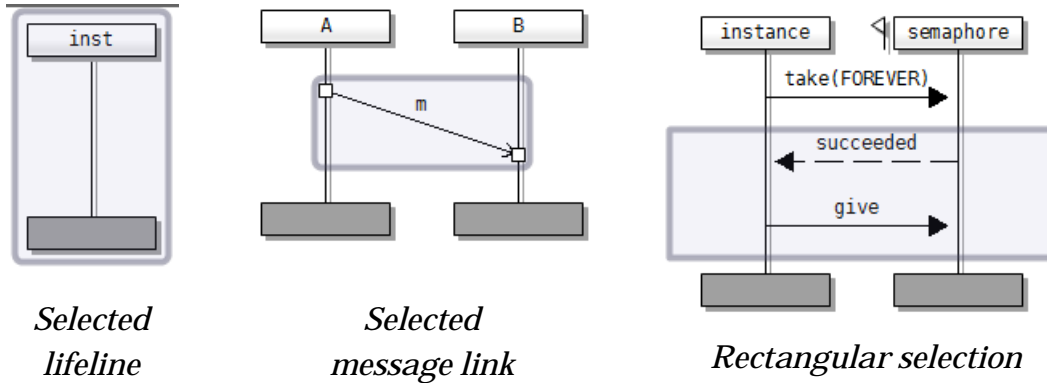 inst
Selected
lifeline
A
B
m
Selected
message link
instance
semaphore
take(FOREVER)
succeeded
give
Rectangular selection